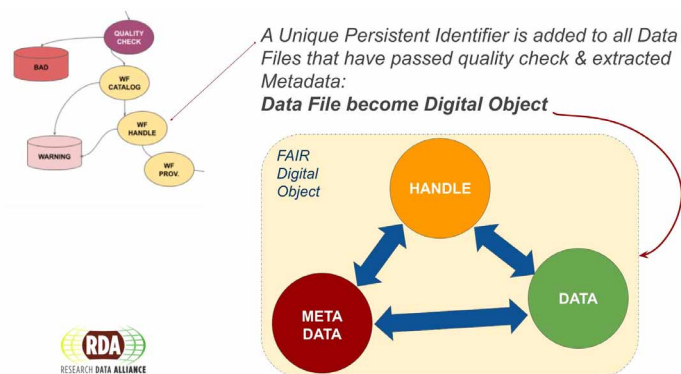 QUALITY
CHECK
BAD
WF
CATALOG
WF
HANDLE
WARNING
WF
PROV.
A Unique Persistent Identifier is added to all Data
Files that have passed quality check & extracted
Metadata:
Data File become Digital Object
FAIR
Digital
Object
HANDLE
META
DATA
DATA
RDA
RESEARCH DATA ALLIANCE